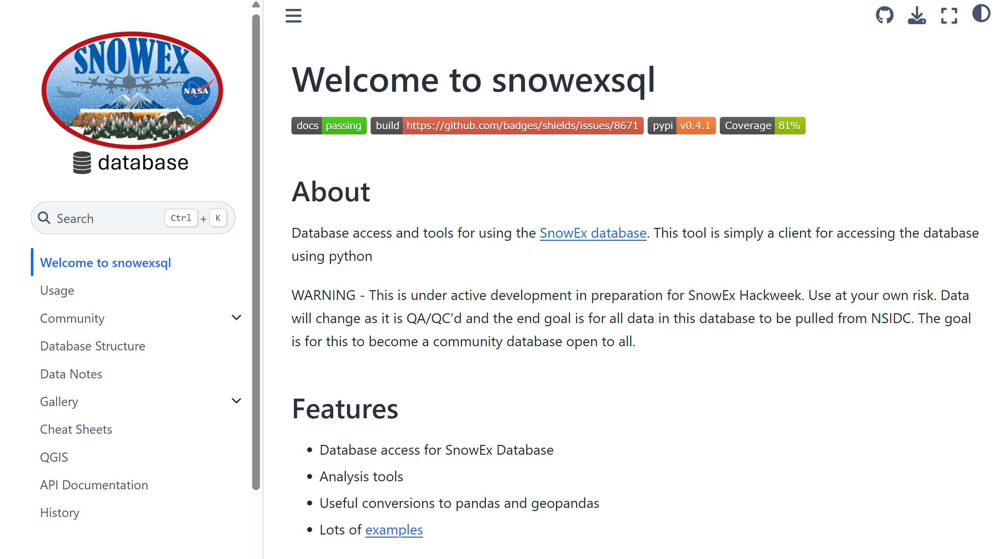 SNOWEX
NASA
database
Search Ctrl + K
Welcome to snowexsql
Usage
Community
Database Structure
Data Notes
Gallery
Cheat Sheets
QGIS
API Documentation
History
Welcome to snowexsql
docs passing build https://github.com/badges/shields/issues/8671 pypi v0.4.1 Coverage 81%
About
Database access and tools for using the SnowEx database. This tool is simply a client for accessing the database
using python
WARNING - This is under active development in preparation for SnowEx Hackweek. Use at your own risk. Data
will change as it is QA/QC’d and the end goal is for all data in this database to be pulled from NSIDC. The goal
is for this to become a community database open to all.
Features
• Database access for SnowEx Database
• Analysis tools
• Useful conversions to pandas and geopandas
• Lots of examples